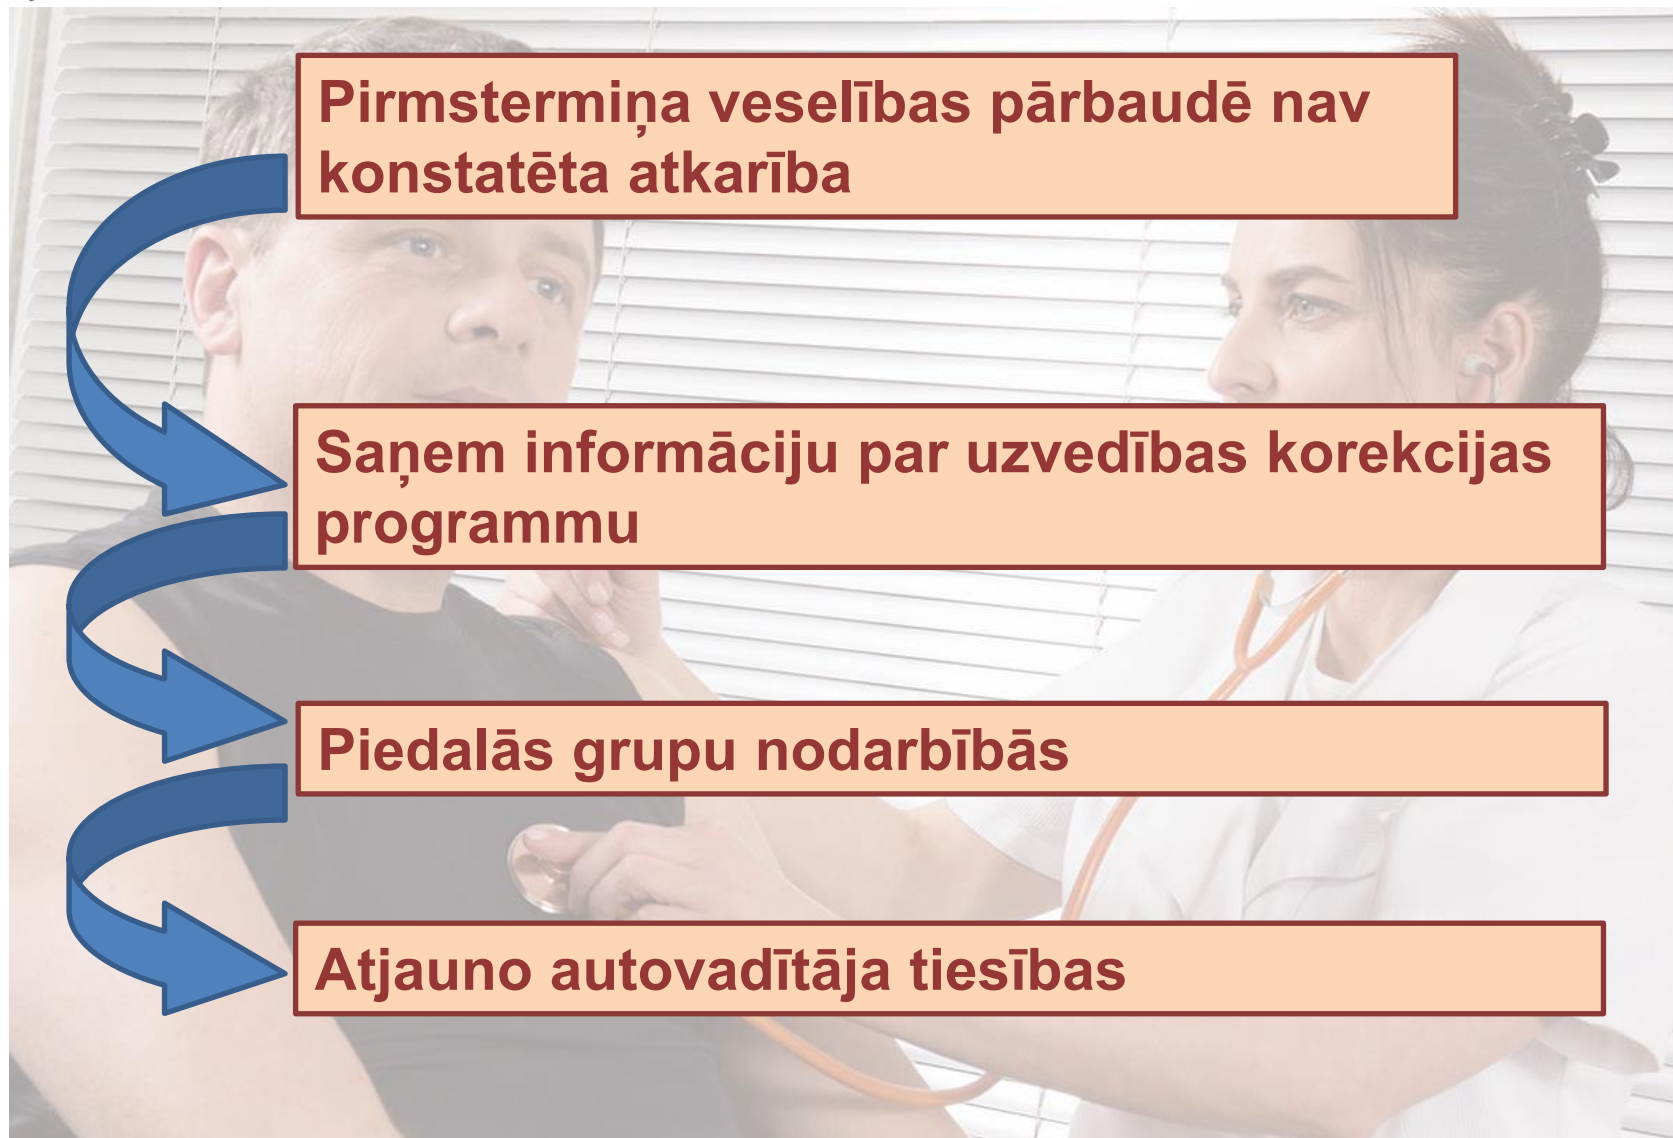 Pirmstermiņa veselības pārbaudē nav
konstatēta atkarība
Saņem informāciju par uzvedības korekcijas
programmu
Piedalās grupu nodarbībās
Atjauno autovadītāja tiesības